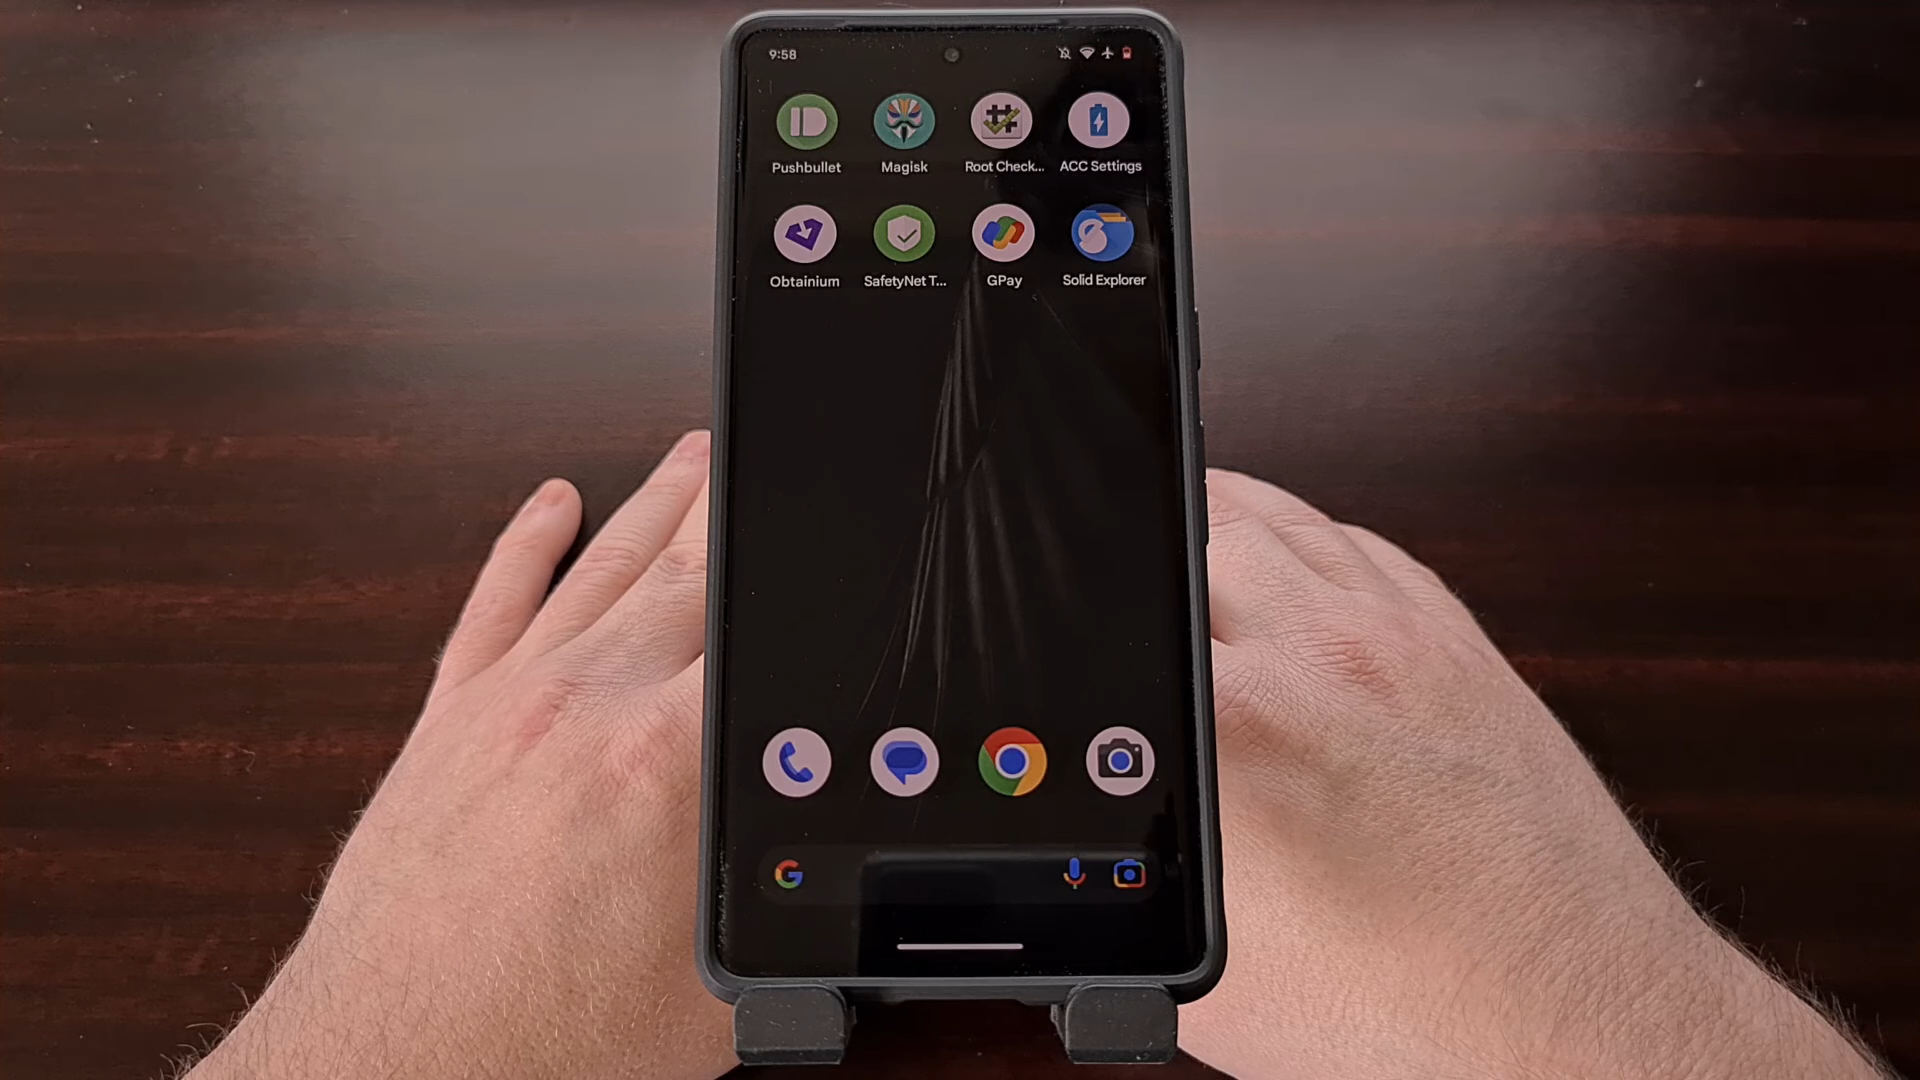 9:58
Pushbullet Magisk Root Check... ACC Settings
Obtainium SafetyNet T... GPay Solid Explorer